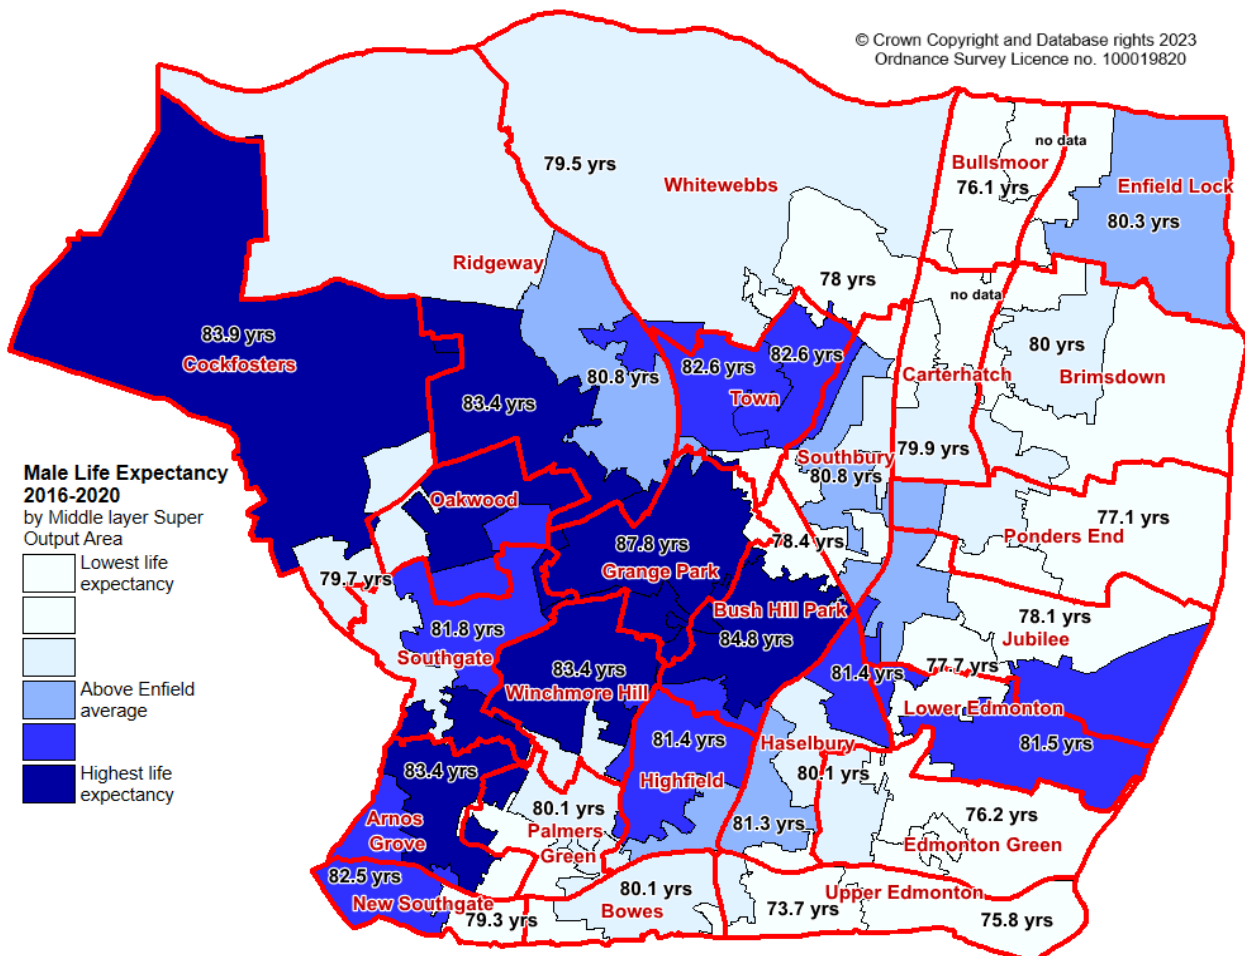 © Crown Copyright and Database rights 2023
Ordnance Survey Licence no. 100019820
no data
Bullsmoor
79.5 yrs
Whitewebbs
76.1 yrs
Enfield Lock
80.3 yrs
Ridgeway
78 yrs
no data
83.9 yrs
Cockfosters
82.6 yrs
82.6 yrs
80 yrs
80.8 yrs
Carterhatch
Brimsdown
83.4 yrs
Town
79.9 yrs
Southbury
80.8 yrs
Male Life Expectancy
2016-2020
by Middle layer Super
Output Area
Lowest life
expectancy
Above Enfield
average
Highest life
expectancy
Oakwood
77.1 yrs
Ponders End
87.8 yrs
Grange Park
78.4 yrs
79.7 yrs
Bush Hill Park
84.8 yrs
78.1 yrs
Jubilee
81.8 yrs
Southgate
83.4 yrs
Winchmore Hill
81.4 yrs
77.7 yrs
Lower Edmonton
81.5 yrs
81.4 yrs
Highfield
Haselbury
80.1 yrs
83.4 yrs
Arnos
Grove
80.1 yrs
Palmers
Green
81.3 yrs
76.2 yrs
Edmonton Green
82.5 yrs
New Southgate
79.3 yrs
80.1 yrs
Bowes
Upper Edmonton
73.7 yrs
75.8 yrs